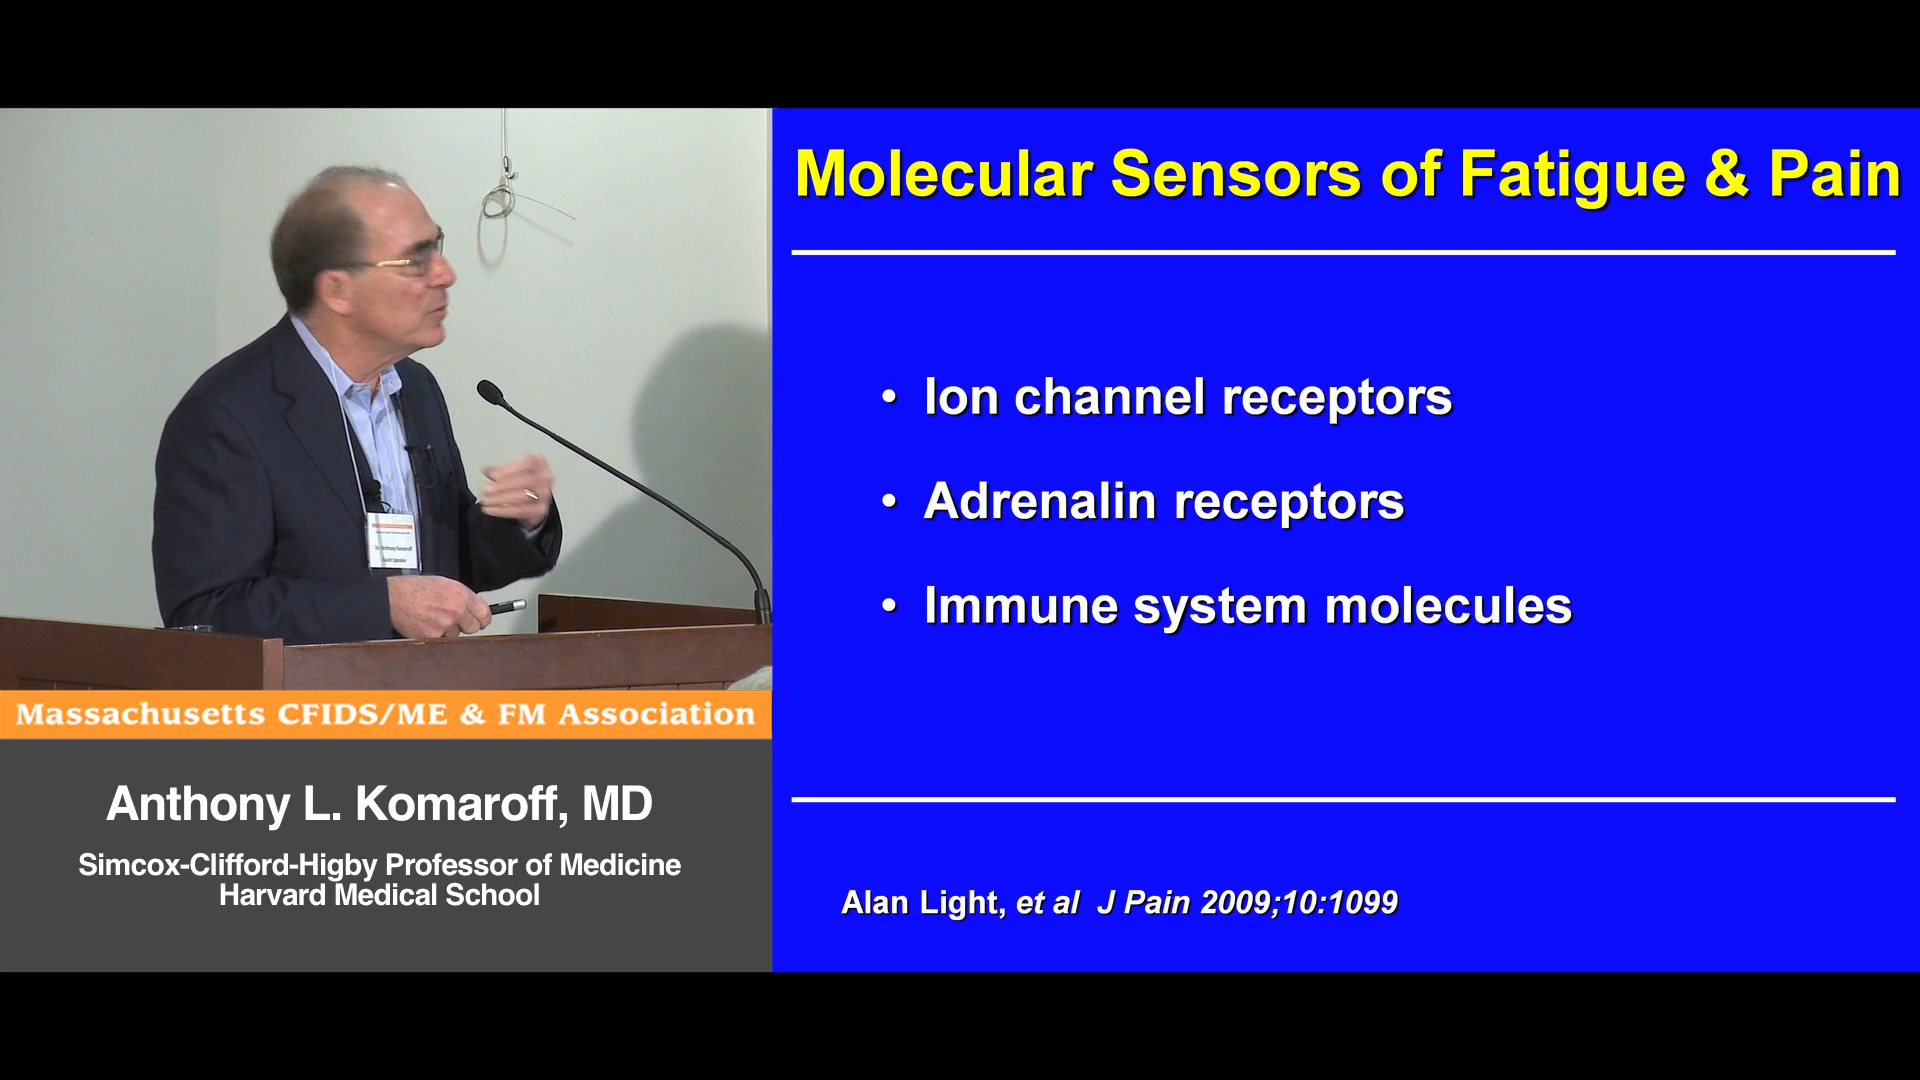 Molecular Sensors of Fatigue & Pain
• Ion channel receptors
• Adrenalin receptors
• Immune system molecules
Alan Light, et al J Pain 2009;10:1099
Massachusetts CFIDS/ME & FM Association
Anthony L. Komaroff, MD
Simcox-Clifford-Higby Professor of Medicine
Harvard Medical School
Anthony Komaroff